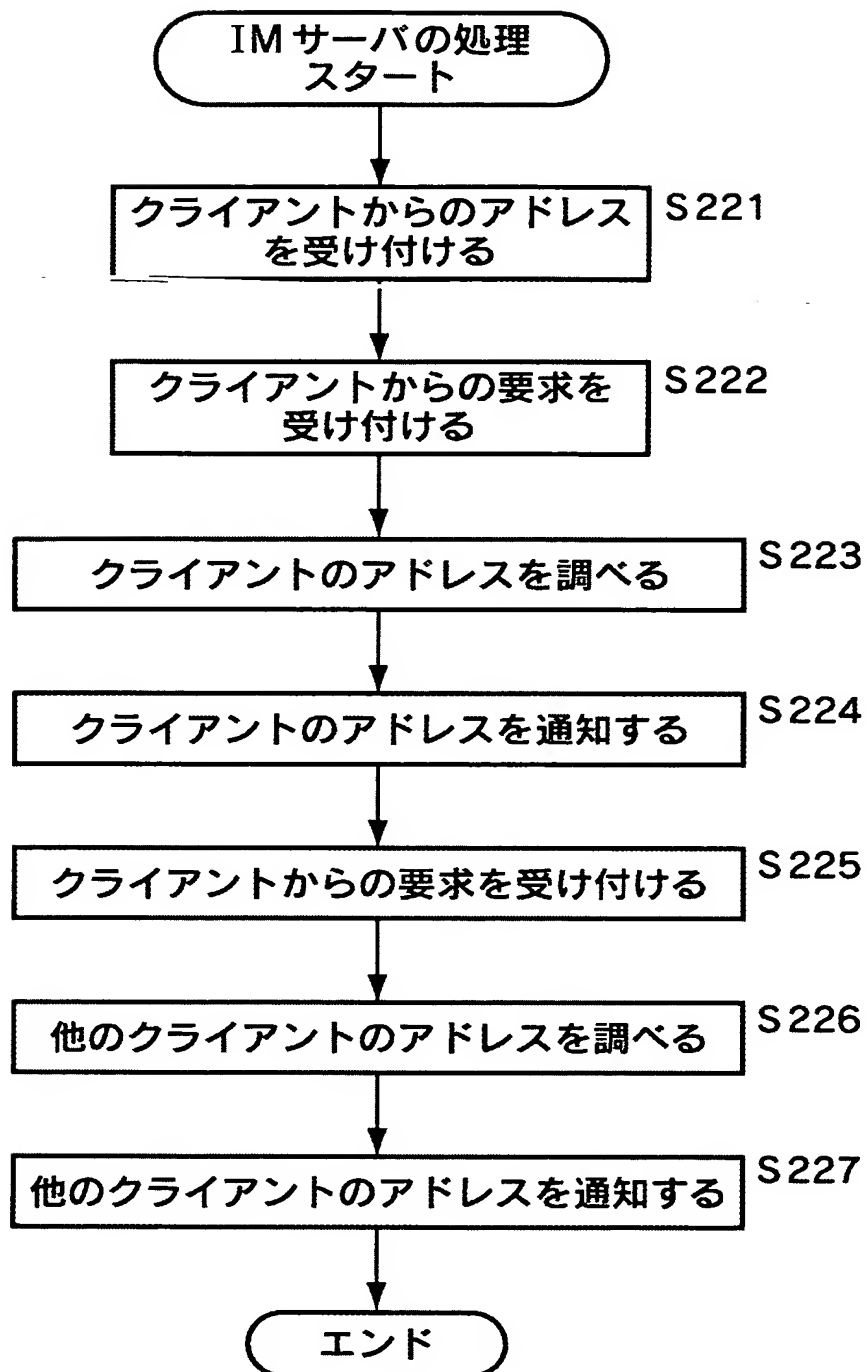 IMサーバの処理
スタート
クライアントからのアドレス
を受け付ける
S221
クライアントからの要求を
受け付ける
S222
クライアントのアドレスを調べる
S223
クライアントのアドレスを通知する
S224
クライアントからの要求を受け付ける
S225
他のクライアントのアドレスを調べる
S226
他のクライアントのアドレスを通知する
S227
エンド